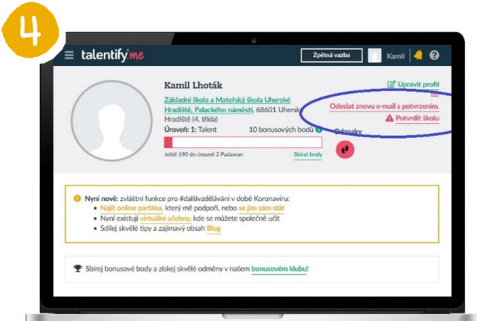 4
talentify.me
Zpětná vazba
Kamil
Kamil Lhoták
Upravit profil
Základní škola a Mateřská škola Uherské
Hradiště, Palackého náměstí, 68601 Uherské
Hradiště (4. třída)
Odeslat znovu e-mail s potvrzením.
Potvrdit školu
Úroveň: 1: Talent
10 bonusových bodů
Odznaky
Ještě 190 do úrovně 2 Padawan
Sbírat body
Nyní nově: zvláštní funkce pro #dalšívzdělávání v době Koronaviru:
Najít online parťáka, který mě podpoří, nebo se jím sám stát
Nyní existují virtuální učebny, kde se můžete společně učit
Sdílej skvělé tipy a zajímavý obsah Blog
Sbírej bonusové body a získej skvělé odměny v našem bonusovém klubu!